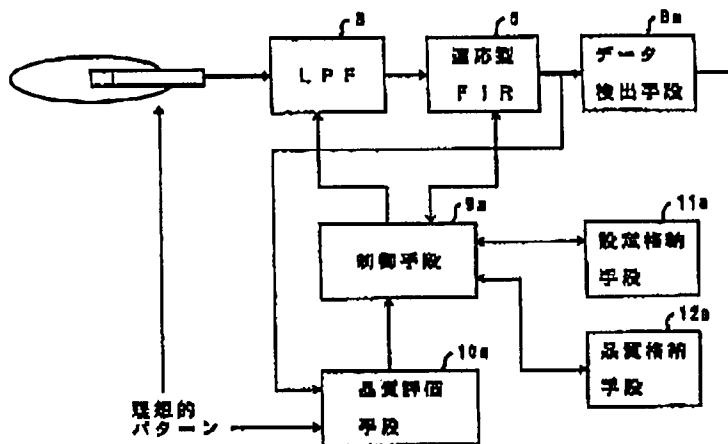 3
LPF
5
適応型
FIR
8a
データ
検出手段
9a
制御手段
11a
設定格納
手段
12a
品質格納
手段
10a
品質評価
手段
理想的
パターン